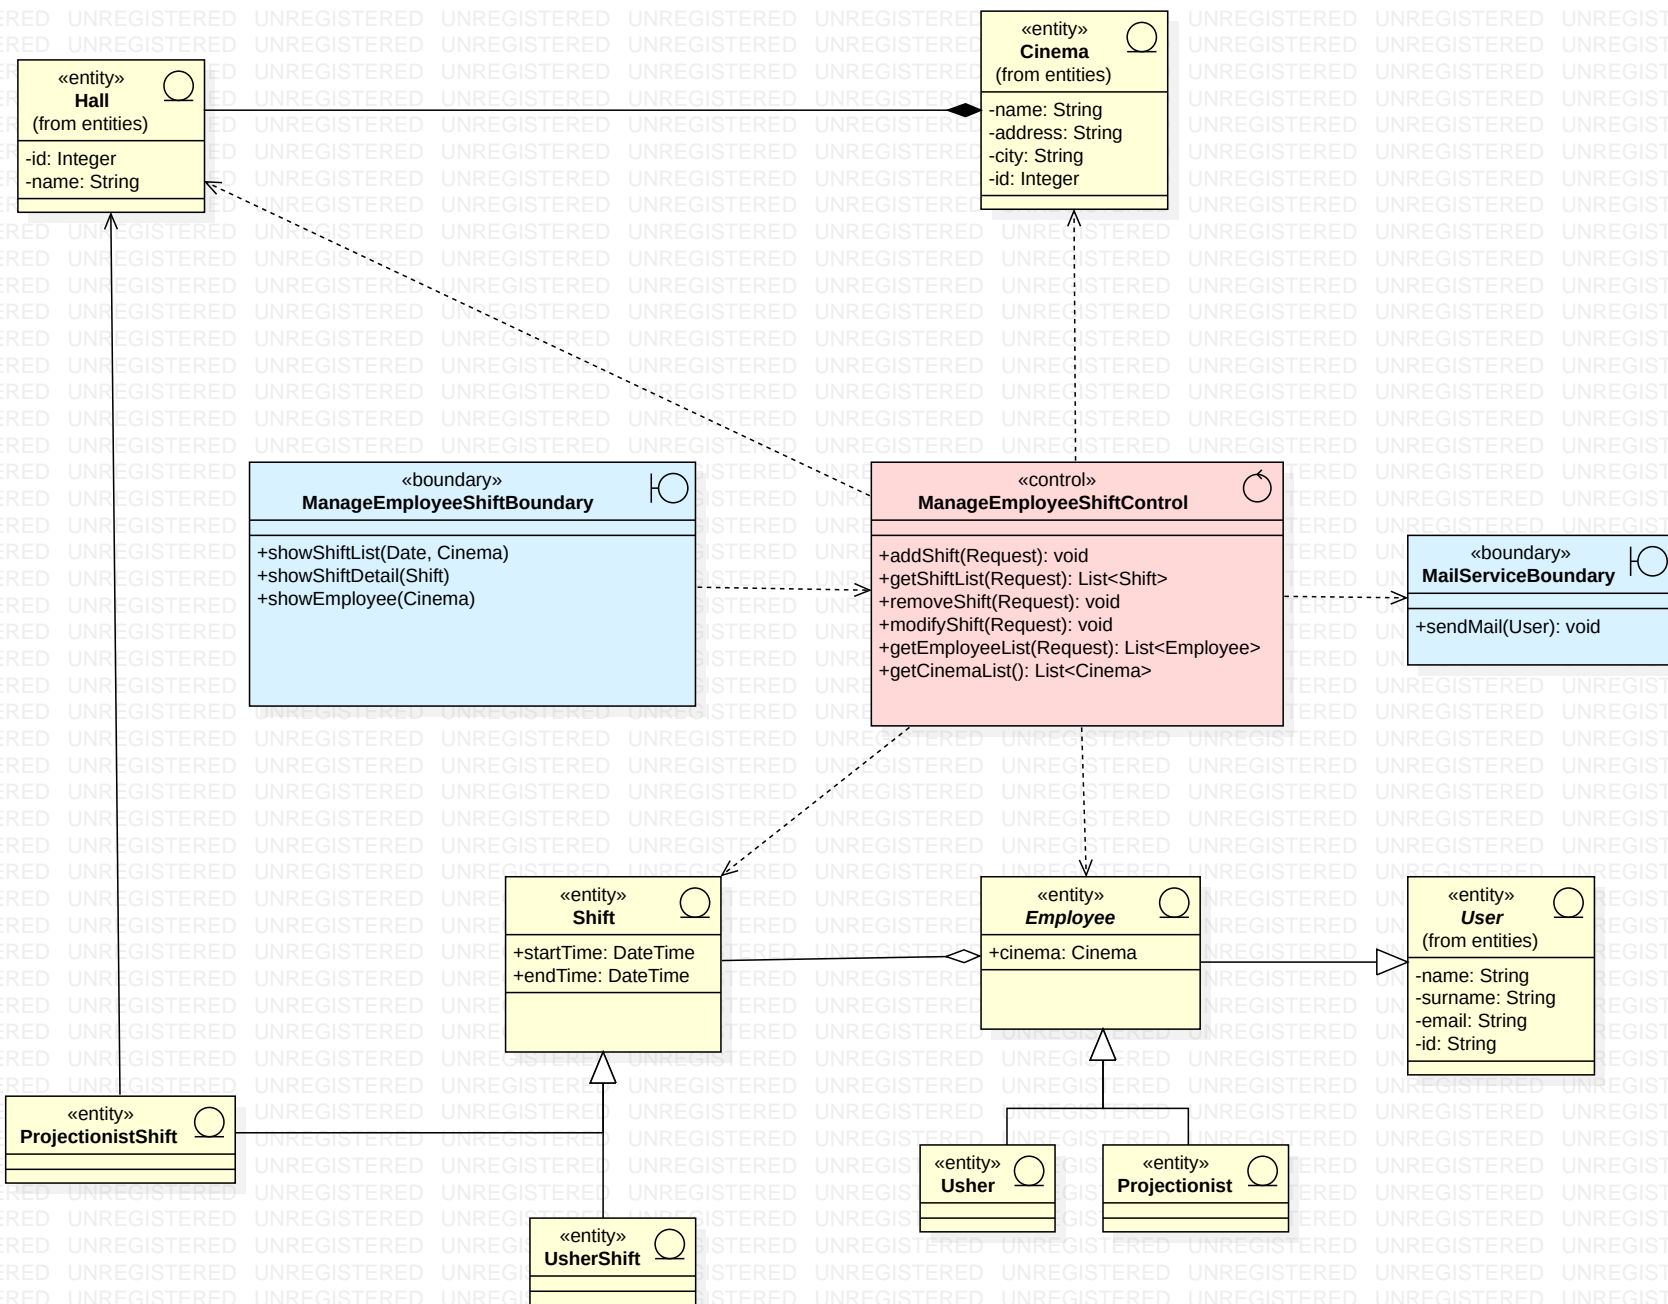 «entity»
Cinema
(from entities)
-name: String
-address: String
-city: String
-id: Integer
«entity»
Hall
(from entities)
-id: Integer
-name: String
«boundary»
ManageEmployeeShiftBoundary
+showShiftList(Date, Cinema)
+showShiftDetail(Shift)
+showEmployee(Cinema)
«control»
ManageEmployeeShiftControl
+addShift(Request): void
+getShiftList(Request): List<Shift>
+removeShift(Request): void
+modifyShift(Request): void
+getEmployeeList(Request): List<Employee>
+getCinemaList(): List<Cinema>
«boundary»
MailServiceBoundary
+sendMail(User): void
«entity»
Shift
+startTime: DateTime
+endTime: DateTime
«entity»
Employee
+cinema: Cinema
«entity»
User
(from entities)
-name: String
-surname: String
-email: String
-id: String
«entity»
ProjectionistShift
«entity»
Usher
«entity»
Projectionist
«entity»
UsherShift
UNREGISTERED